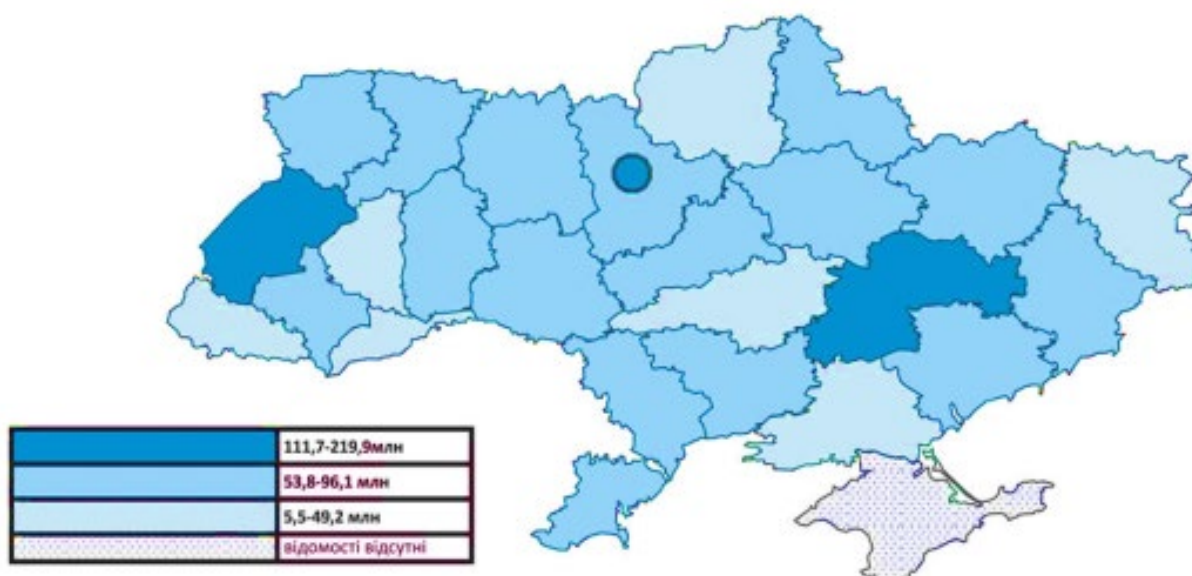 111,7-219,9млн
53,8-96,1 млн
5,5-49,2 млн
відомості відсутні